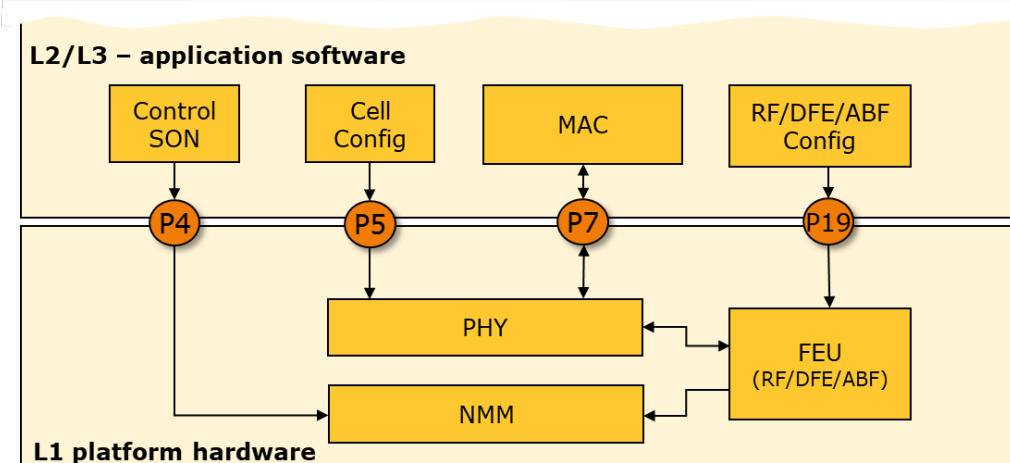 L2/L3 – application software
Control
SON
Cell
Config
MAC
RF/DFE/ABF
Config
P4
P5
P7
P19
PHY
FEU
(RF/DFE/ABF)
NMM
L1 platform hardware